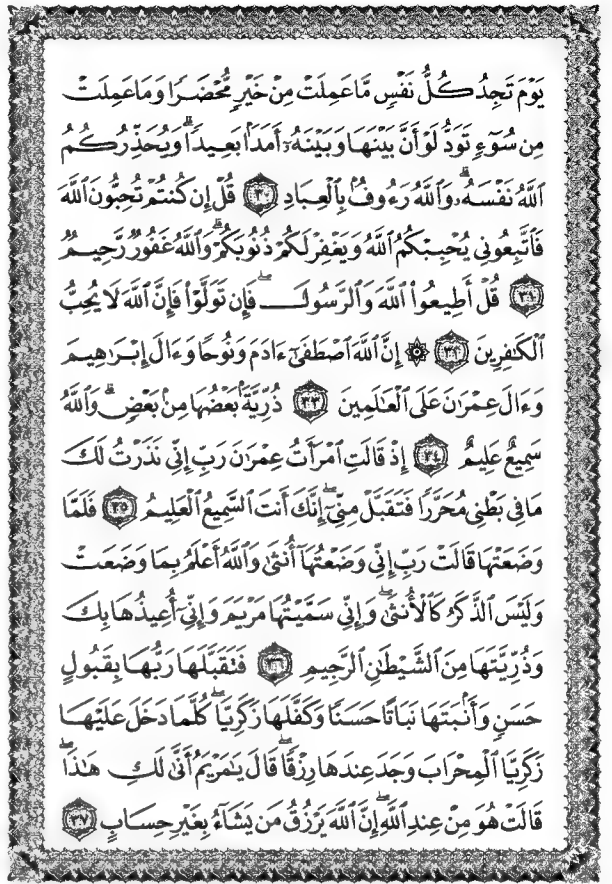 يَوْمَ تَجِدُ كُلُّ نَفْسٍ مَّا عَمِلَتْ مِنْ خَيْرٍ مُّحْضَرًا وَمَا عَمِلَتْ
مِن سُوٓءٍ تَوَدُّ لَوْ أَنَّ بَيْنَهَا وَبَيْنَهُۥٓ أَمَدًۢا بَعِيدًا ۗ وَيُحَذِّرُكُمُ
ٱللَّهُ نَفْسَهُۥ ۗ وَٱللَّهُ رَءُوفٌۢ بِٱلْعِبَادِ ٣٠ قُلْ إِن كُنتُمْ تُحِبُّونَ ٱللَّهَ
فَٱتَّبِعُونِى يُحْبِبْكُمُ ٱللَّهُ وَيَغْفِرْ لَكُمْ ذُنُوبَكُمْ ۗ وَٱللَّهُ غَفُورٌ رَّحِيمٌ
٣١ قُلْ أَطِيعُوا۟ ٱللَّهَ وَٱلرَّسُولَ ۖ فَإِن تَوَلَّوْا۟ فَإِنَّ ٱللَّهَ لَا يُحِبُّ
ٱلْكَٰفِرِينَ ٣٢ ۞ إِنَّ ٱللَّهَ ٱصْطَفَىٰٓ ءَادَمَ وَنُوحًا وَءَالَ إِبْرَٰهِيمَ
وَءَالَ عِمْرَٰنَ عَلَى ٱلْعَٰلَمِينَ ٣٣ ذُرِّيَّةًۢ بَعْضُهَا مِنۢ بَعْضٍ ۗ وَٱللَّهُ
سَمِيعٌ عَلِيمٌ ٣٤ إِذْ قَالَتِ ٱمْرَأَتُ عِمْرَٰنَ رَبِّ إِنِّى نَذَرْتُ لَكَ
مَا فِى بَطْنِى مُحَرَّرًا فَتَقَبَّلْ مِنِّىٓ ۖ إِنَّكَ أَنتَ ٱلسَّمِيعُ ٱلْعَلِيمُ ٣٥ فَلَمَّا
وَضَعَتْهَا قَالَتْ رَبِّ إِنِّى وَضَعْتُهَآ أُنثَىٰ وَٱللَّهُ أَعْلَمُ بِمَا وَضَعَتْ
وَلَيْسَ ٱلذَّكَرُ كَٱلْأُنثَىٰ ۖ وَإِنِّى سَمَّيْتُهَا مَرْيَمَ وَإِنِّىٓ أُعِيذُهَا بِكَ
وَذُرِّيَّتَهَا مِنَ ٱلشَّيْطَٰنِ ٱلرَّجِيمِ ٣٦ فَتَقَبَّلَهَا رَبُّهَا بِقَبُولٍ
حَسَنٍ وَأَنۢبَتَهَا نَبَاتًا حَسَنًا وَكَفَّلَهَا زَكَرِيَّا ۖ كُلَّمَا دَخَلَ عَلَيْهَا
زَكَرِيَّا ٱلْمِحْرَابَ وَجَدَ عِندَهَا رِزْقًا ۖ قَالَ يَٰمَرْيَمُ أَنَّىٰ لَكِ هَٰذَا ۖ
قَالَتْ هُوَ مِنْ عِندِ ٱللَّهِ ۖ إِنَّ ٱللَّهَ يَرْزُقُ مَن يَشَآءُ بِغَيْرِ حِسَابٍ ٣٧